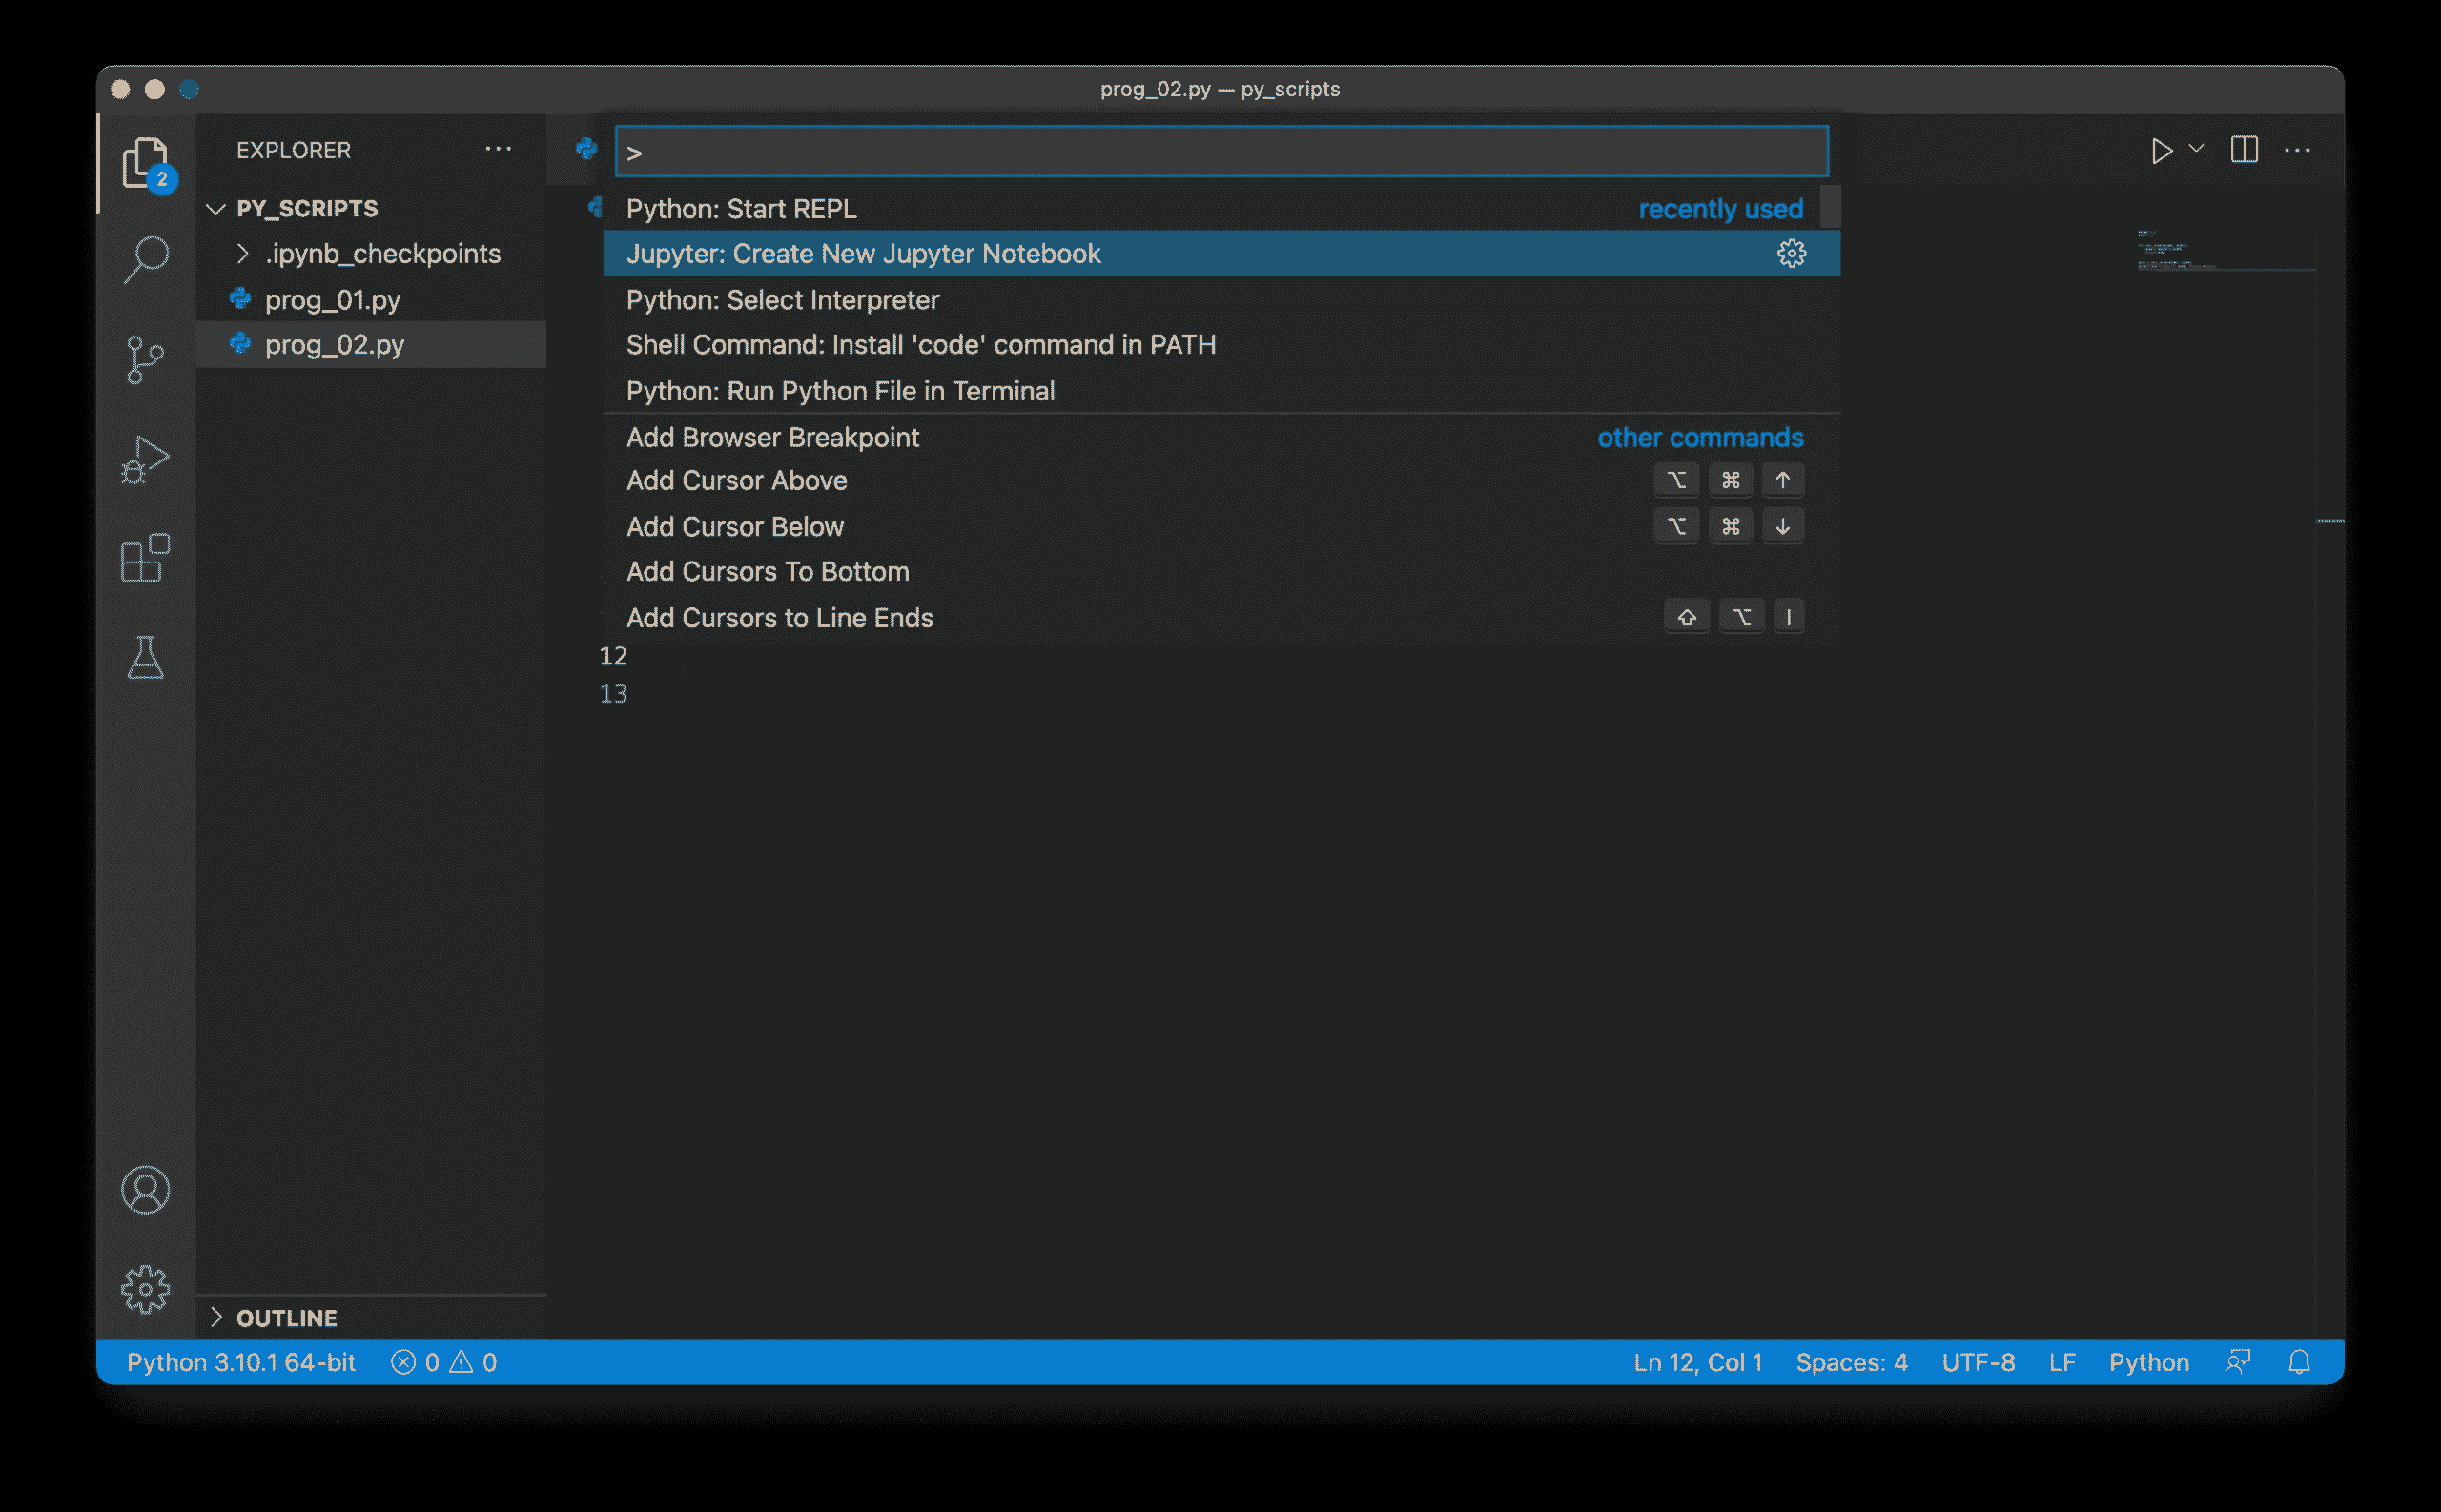 prog_02.py — py_scripts
2
EXPLORER ···
PY_SCRIPTS
.ipynb_checkpoints
prog_01.py
prog_02.py
OUTLINE
>
Python: Start REPL recently used
Jupyter: Create New Jupyter Notebook
Python: Select Interpreter
Shell Command: Install 'code' command in PATH
Python: Run Python File in Terminal
Add Browser Breakpoint other commands
Add Cursor Above ⌥ ⌘ ↑
Add Cursor Below ⌥ ⌘ ↓
Add Cursors To Bottom
Add Cursors to Line Ends ⇧ ⌥ I
12
13
Python 3.10.1 64-bit 0 0 Ln 12, Col 1 Spaces: 4 UTF-8 LF Python